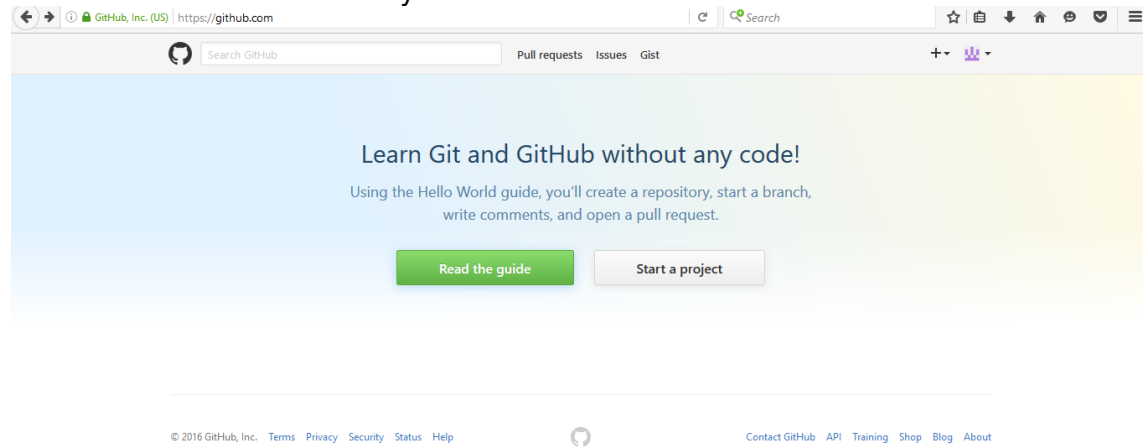 y
GitHub, Inc. (US) https://github.com Search
Search GitHub Pull requests Issues Gist
Learn Git and GitHub without any code!
Using the Hello World guide, you'll create a repository, start a branch,
write comments, and open a pull request.
Read the guide Start a project
© 2016 GitHub, Inc. Terms Privacy Security Status Help Contact GitHub API Training Shop Blog About